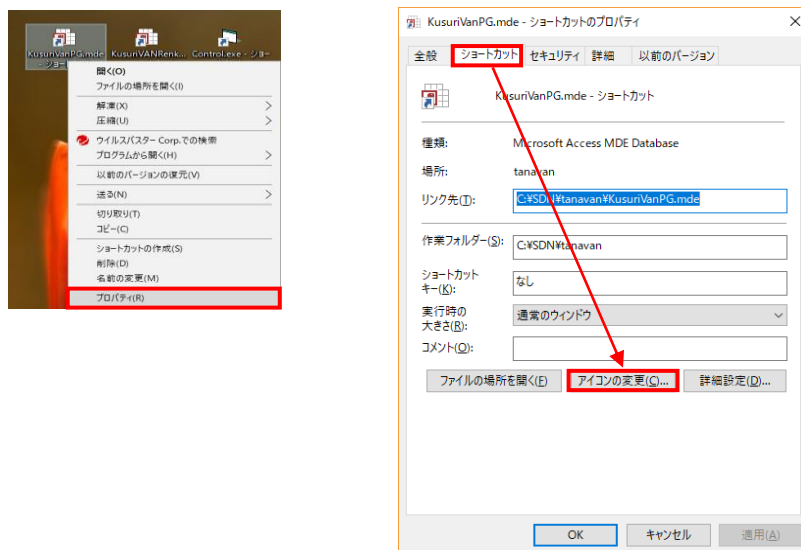 KusuriVanPG.mde
- ショー
KusuriVANRenk...
Control.exe - ショー
開く(O)
ファイルの場所を開く(I)
解凍(X)
圧縮(U)
ウイルスバスター Corp.での検索
プログラムから開く(H)
以前のバージョンの復元(V)
送る(N)
切り取り(T)
コピー(C)
ショートカットの作成(S)
削除(D)
名前の変更(M)
プロパティ(R)
KusuriVanPG.mde - ショートカットのプロパティ
全般 ショートカット セキュリティ 詳細 以前のバージョン
KusuriVanPG.mde - ショートカット
種類: Microsoft Access MDE Database
場所: tanavan
リンク先(T): C:¥SDN¥tanavan¥KusuriVanPG.mde
作業フォルダー(S): C:¥SDN¥tanavan
ショートカット
キー(K): なし
実行時の
大きさ(R): 通常のウィンドウ
コメント(O):
ファイルの場所を開く(F) アイコンの変更(C)... 詳細設定(D)...
OK キャンセル 適用(A)